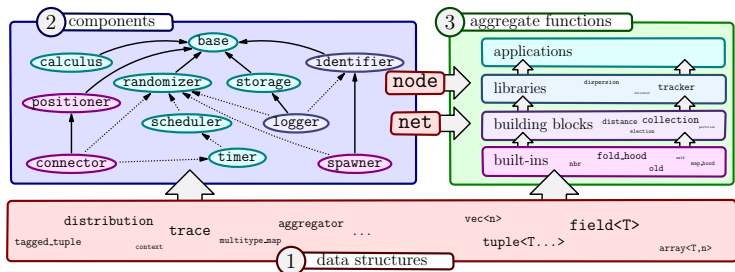 2 components
base
calculus
identifier
randomizer
storage
positioner
scheduler
logger
timer
connector
spawner
node
net
3 aggregate functions
applications
libraries dispersion tracker
building blocks distance collection
election
built-ins nbr fold_hood self map_hood
old
distribution trace aggregator ... vec<n> field<T>
tagged_tuple context multitype_map tuple<T...> array<T,n>
1 data structures